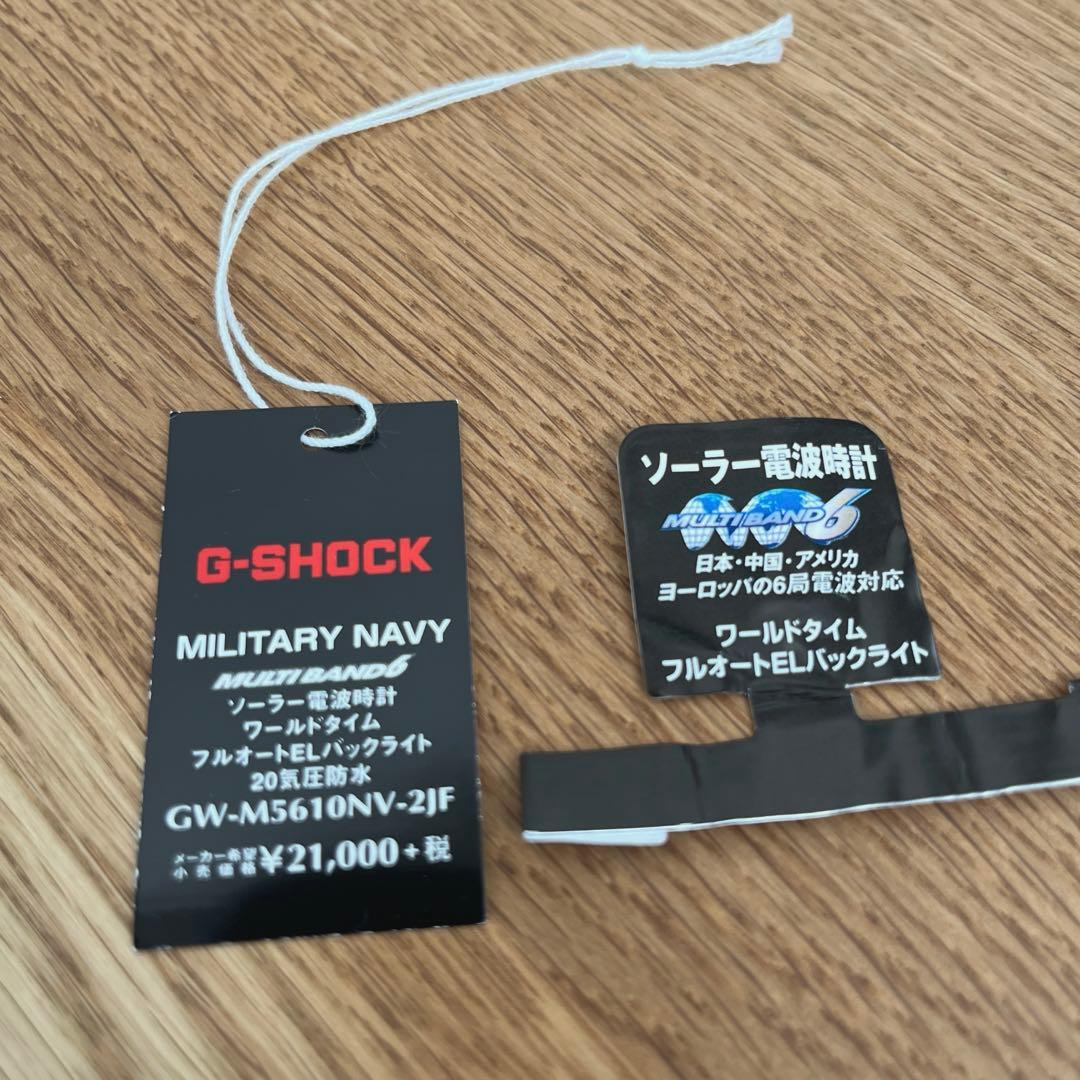 G-SHOCK
MILITARY NAVY
MULTI BAND 6
ソーラー電波時計
ワールドタイム
フルオートELバックライト
20気圧防水
GW-M5610NV-2JF
メーカー希望
小売価格 ¥21,000+税
ソーラー電波時計
MULTI BAND 6
日本・中国・アメリカ
ヨーロッパの6局電波対応
ワールドタイム
フルオートELバックライト